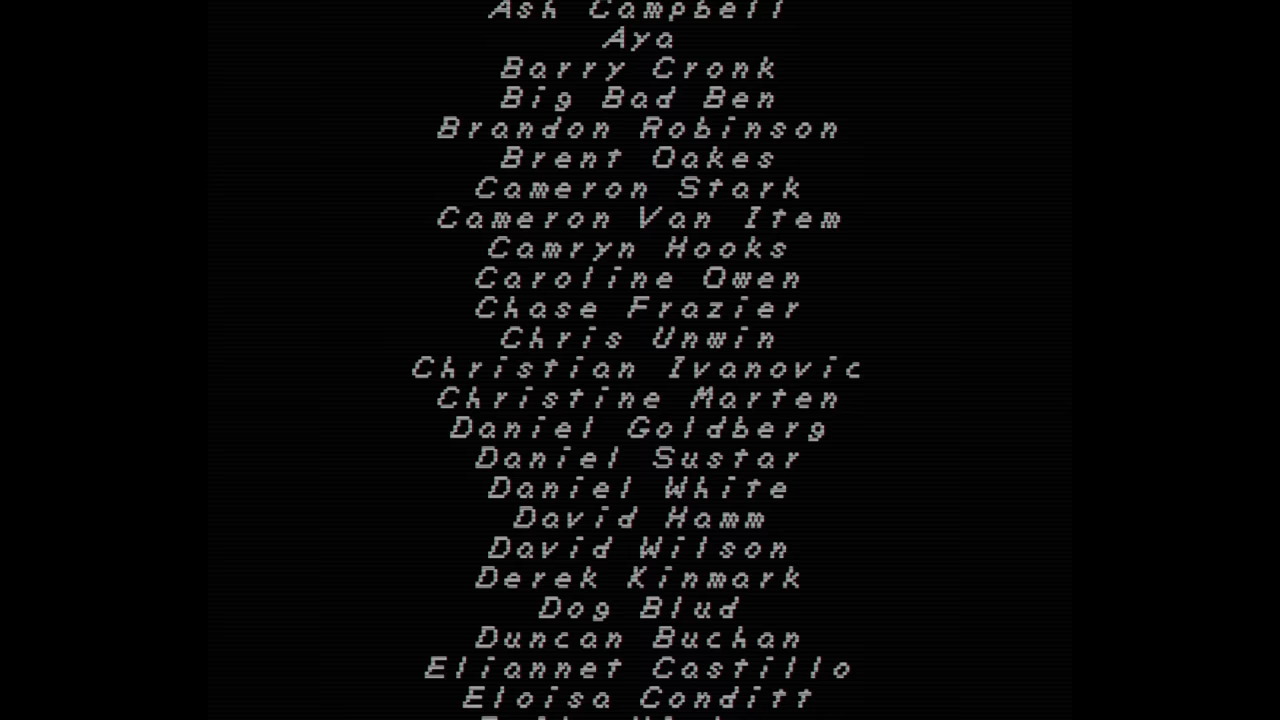 Ash Campbell
Aya
Barry Cronk
Big Bad Ben
Brandon Robinson
Brent Oakes
Cameron Stark
Cameron Van Item
Camryn Hooks
Caroline Owen
Chase Frazier
Chris Unwin
Christian Ivanovic
Christine Marten
Daniel Goldberg
Daniel Sustar
Daniel White
David Hamm
David Wilson
Derek Kinmark
Dog Blud
Duncan Buchan
Eliannet Castillo
Eloisa Conditt